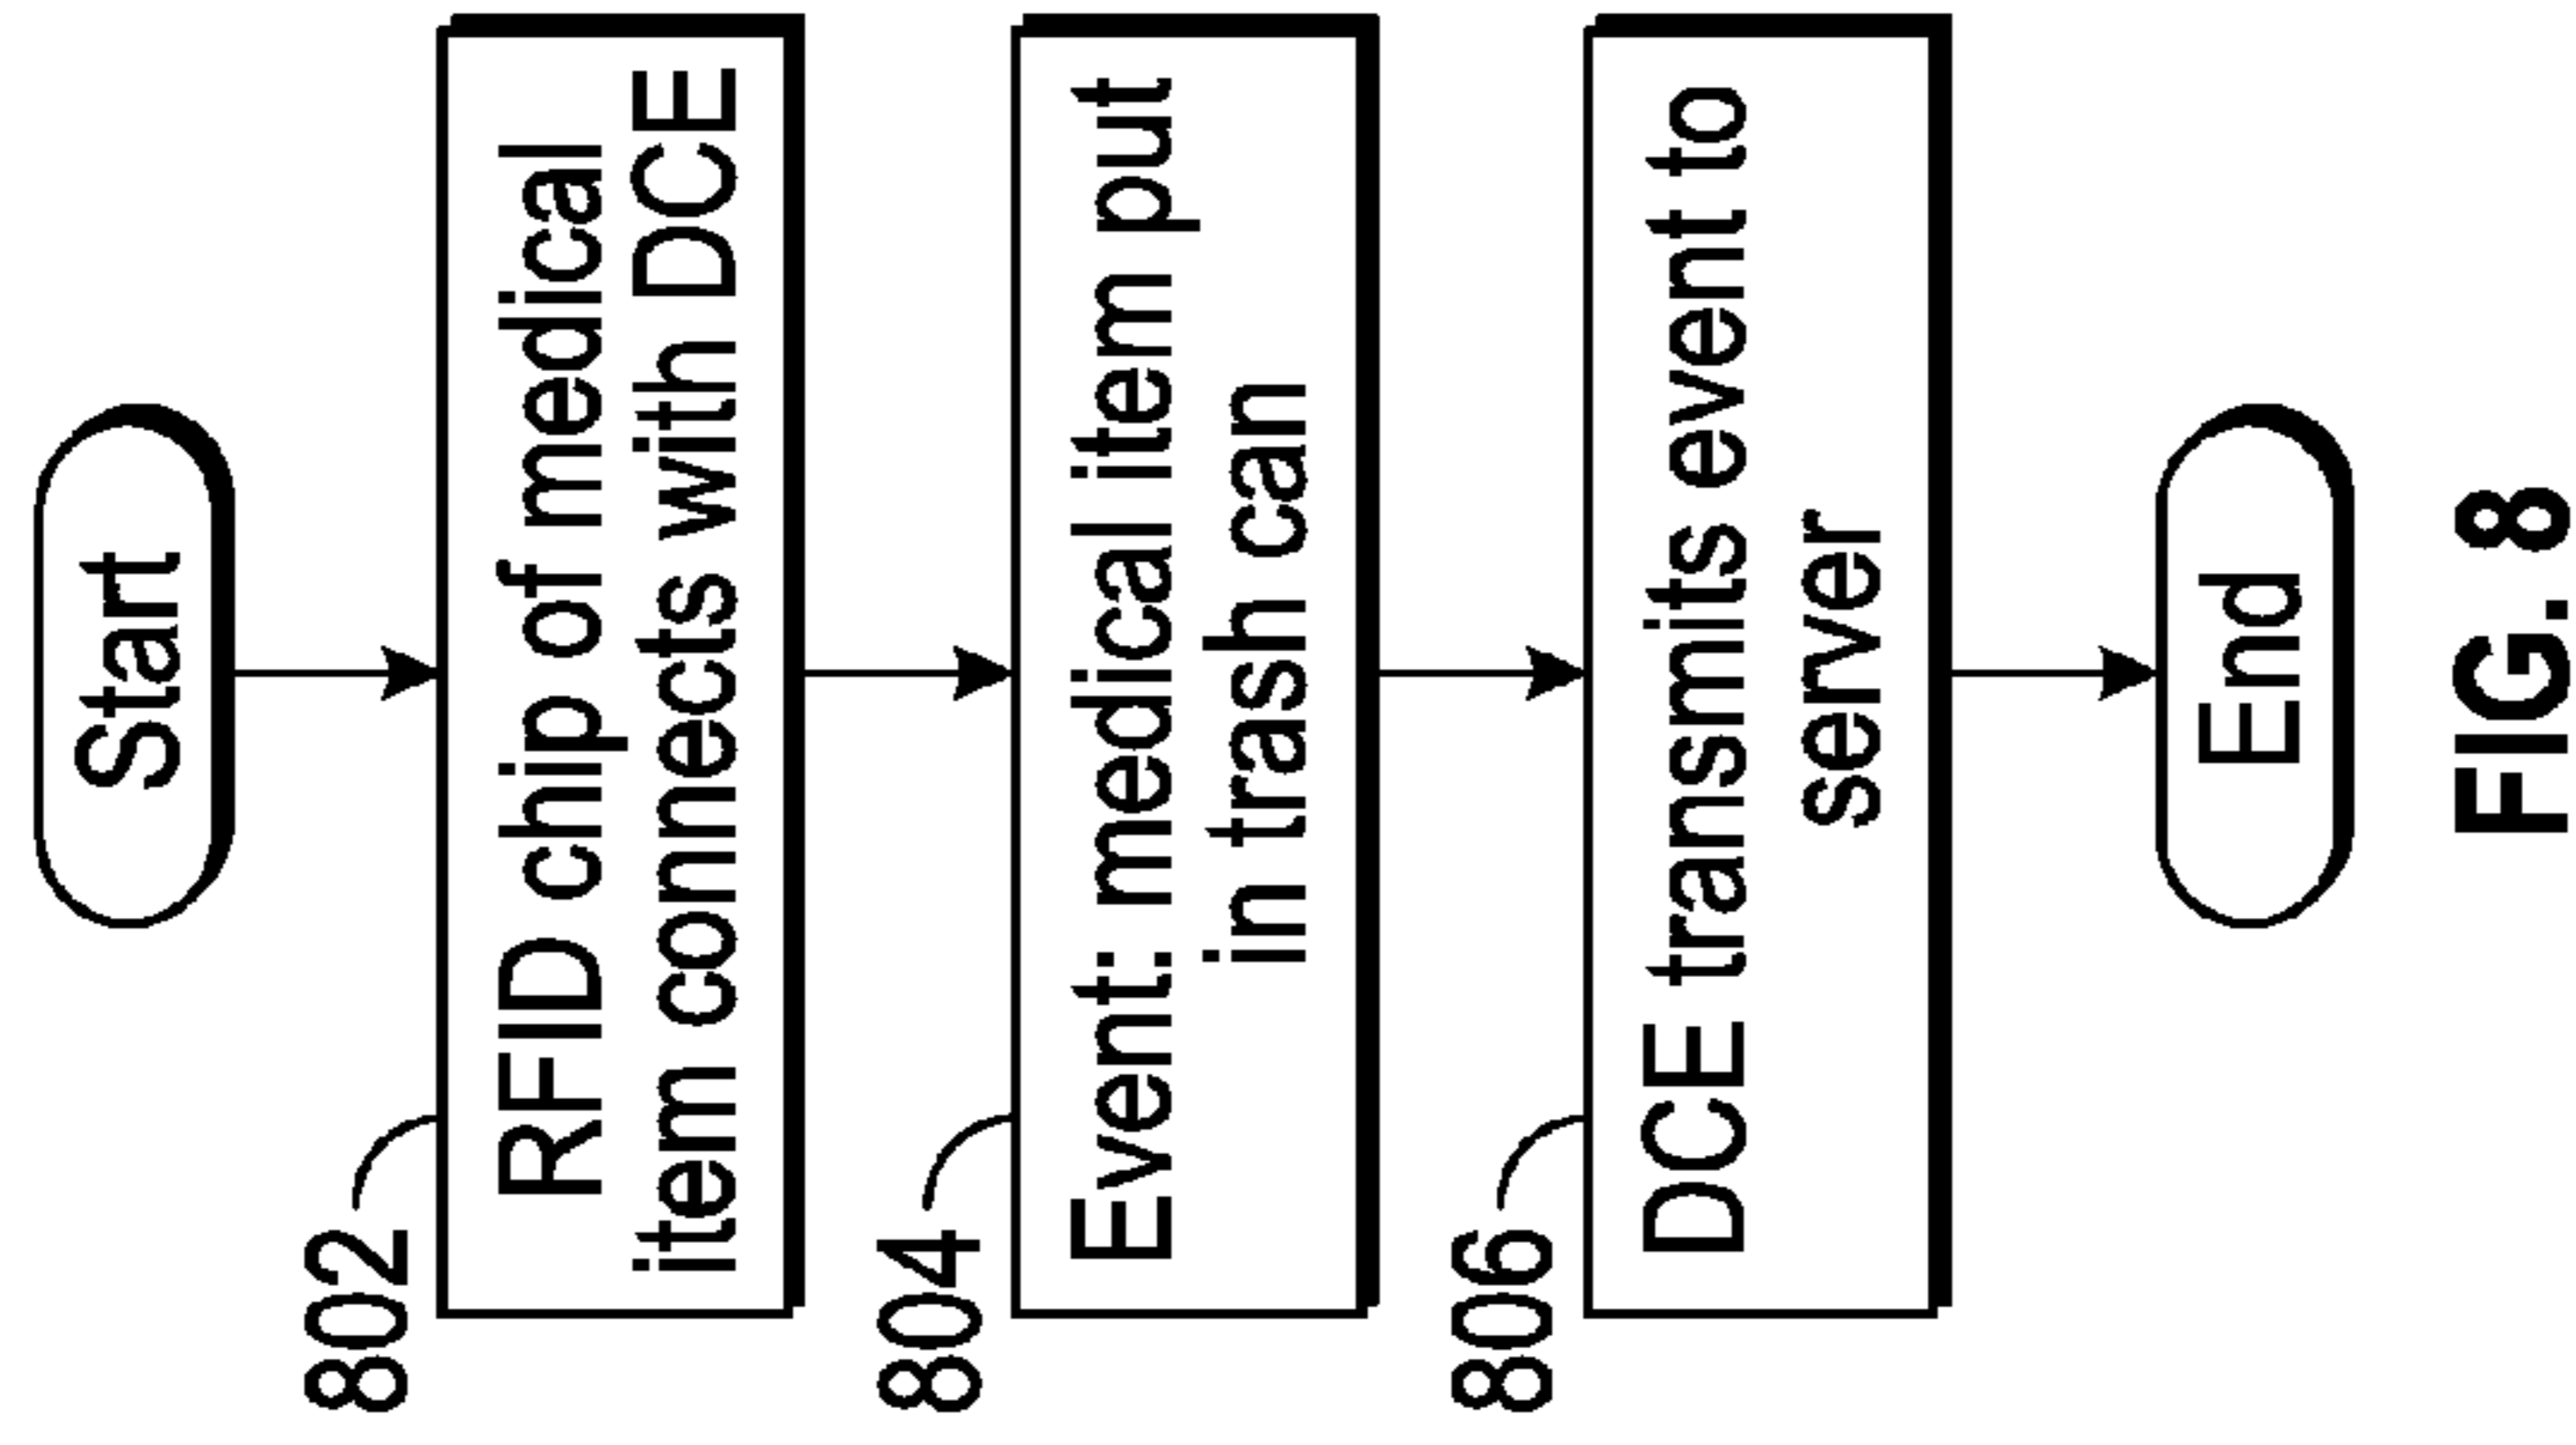 Start
802
RFID chip of medical
item connects with DCE
804
Event: medical item put
in trash can
806
DCE transmits event to
server
End
FIG. 8